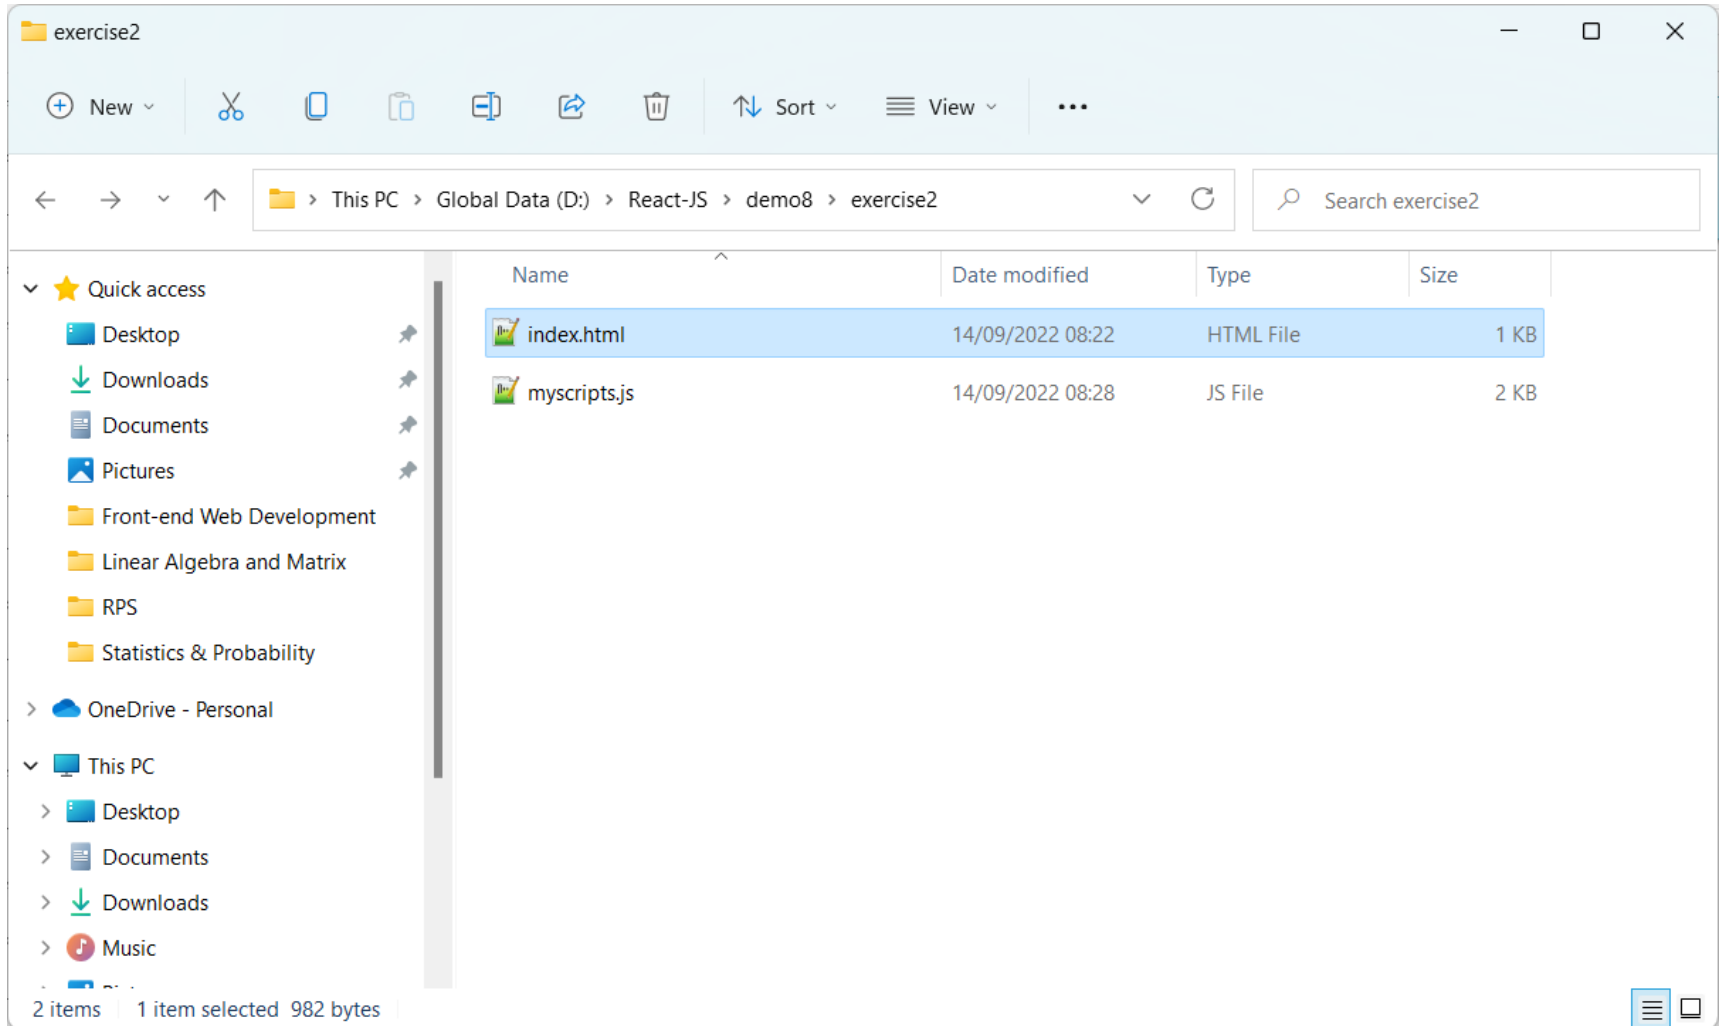 exercise2
New
Sort
View
This PC > Global Data (D:) > React-JS > demo8 > exercise2
Search exercise2
Name Date modified Type Size
index.html 14/09/2022 08:22 HTML File 1 KB
myscripts.js 14/09/2022 08:28 JS File 2 KB
Quick access
Desktop
Downloads
Documents
Pictures
Front-end Web Development
Linear Algebra and Matrix
RPS
Statistics & Probability
OneDrive - Personal
This PC
Desktop
Documents
Downloads
Music
2 items 1 item selected 982 bytes